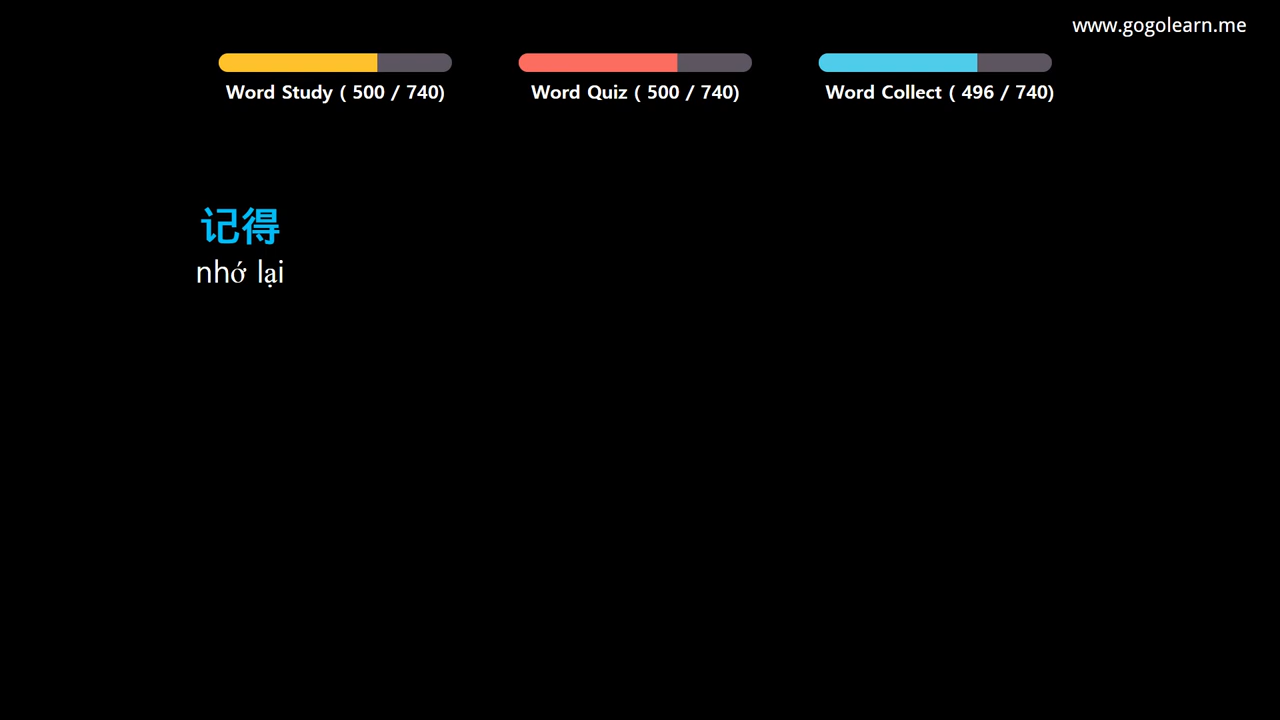 www.gogolearn.me
Word Study ( 500 / 740)
Word Quiz ( 500 / 740)
Word Collect ( 496 / 740)
记得
nhớ lại